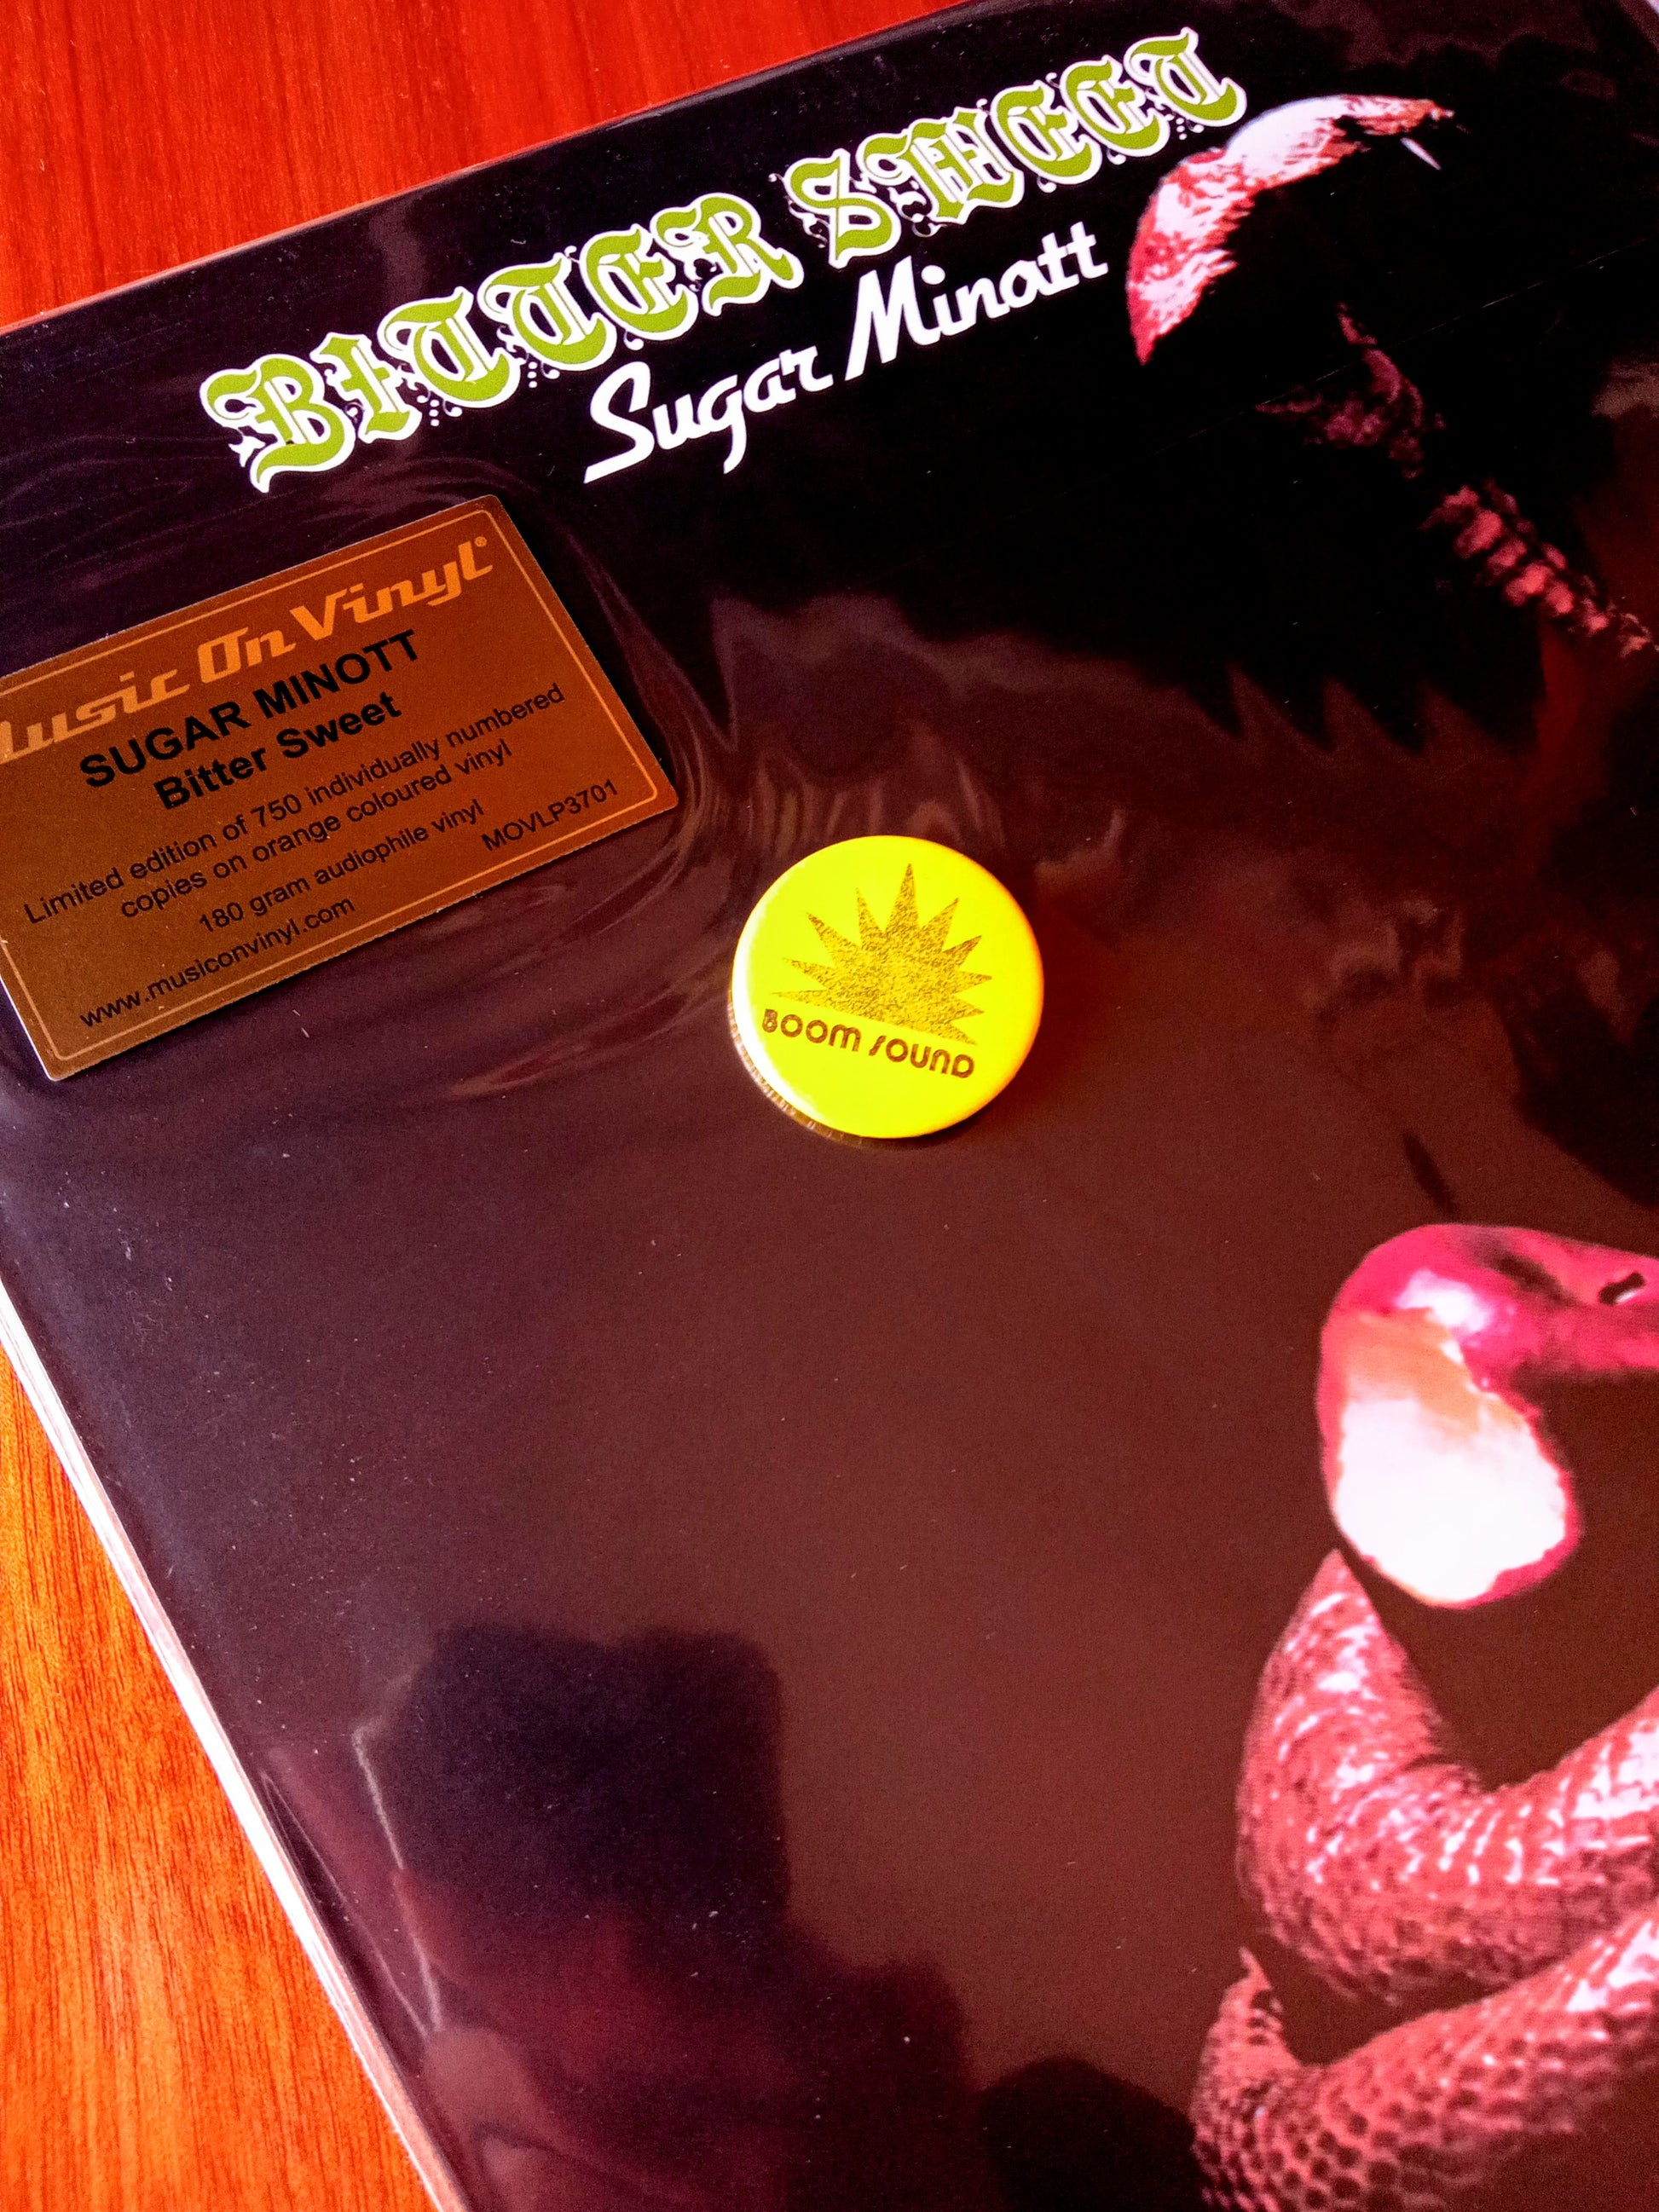 BITTER SWEET
Sugar Minott
Music On Vinyl®
SUGAR MINOTT
Bitter Sweet
Limited edition of 750 individually numbered
copies on orange coloured vinyl
180 gram audiophile vinyl
www.musiconvinyl.com
MOVLP3701
BOOM SOUND